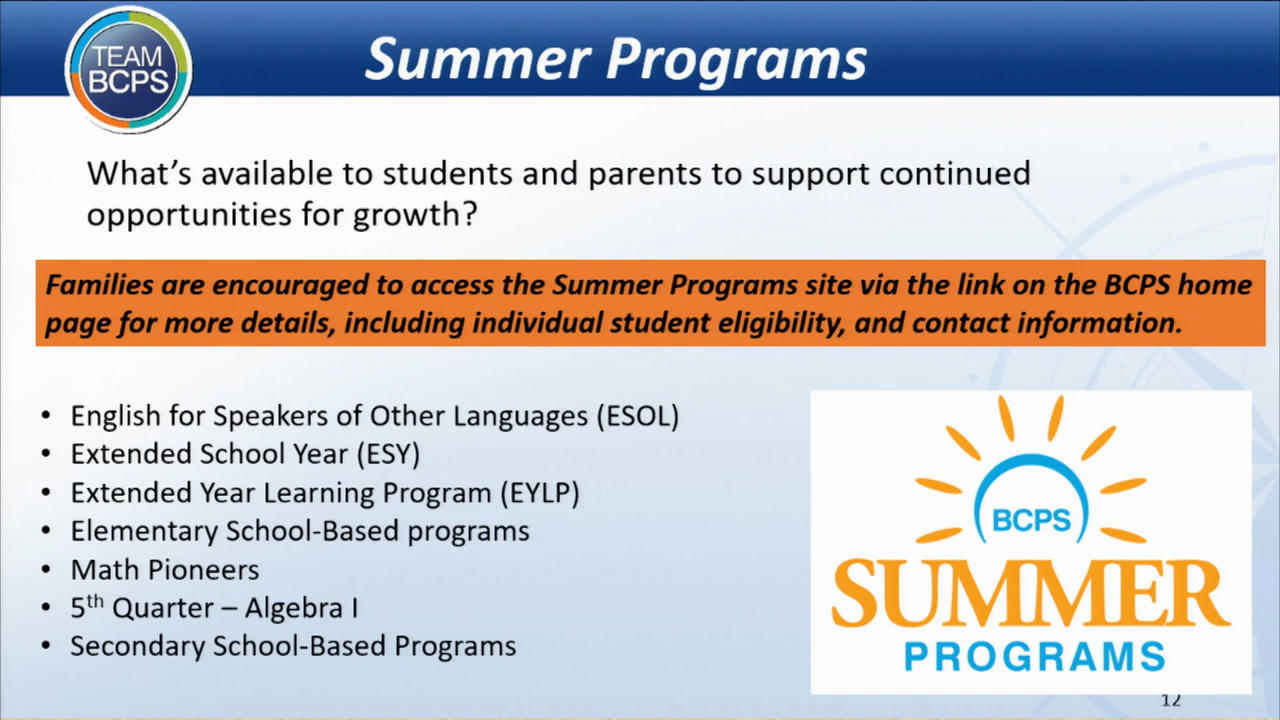 TEAM
BCPS
Summer Programs
What’s available to students and parents to support continued
opportunities for growth?
Families are encouraged to access the Summer Programs site via the link on the BCPS home
page for more details, including individual student eligibility, and contact information.
• English for Speakers of Other Languages (ESOL)
• Extended School Year (ESY)
• Extended Year Learning Program (EYLP)
• Elementary School-Based programs
• Math Pioneers
• 5th Quarter – Algebra I
• Secondary School-Based Programs
BCPS
SUMMER
PROGRAMS
12